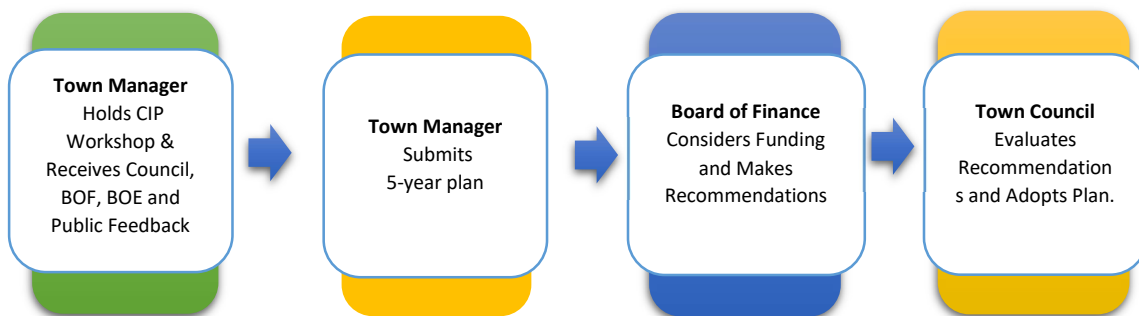 Town Manager
Holds CIP
Workshop &
Receives Council,
BOF, BOE and
Public Feedback
Town Manager
Submits
5-year plan
Board of Finance
Considers Funding
and Makes
Recommendations
Town Council
Evaluates
Recommendation
s and Adopts Plan.